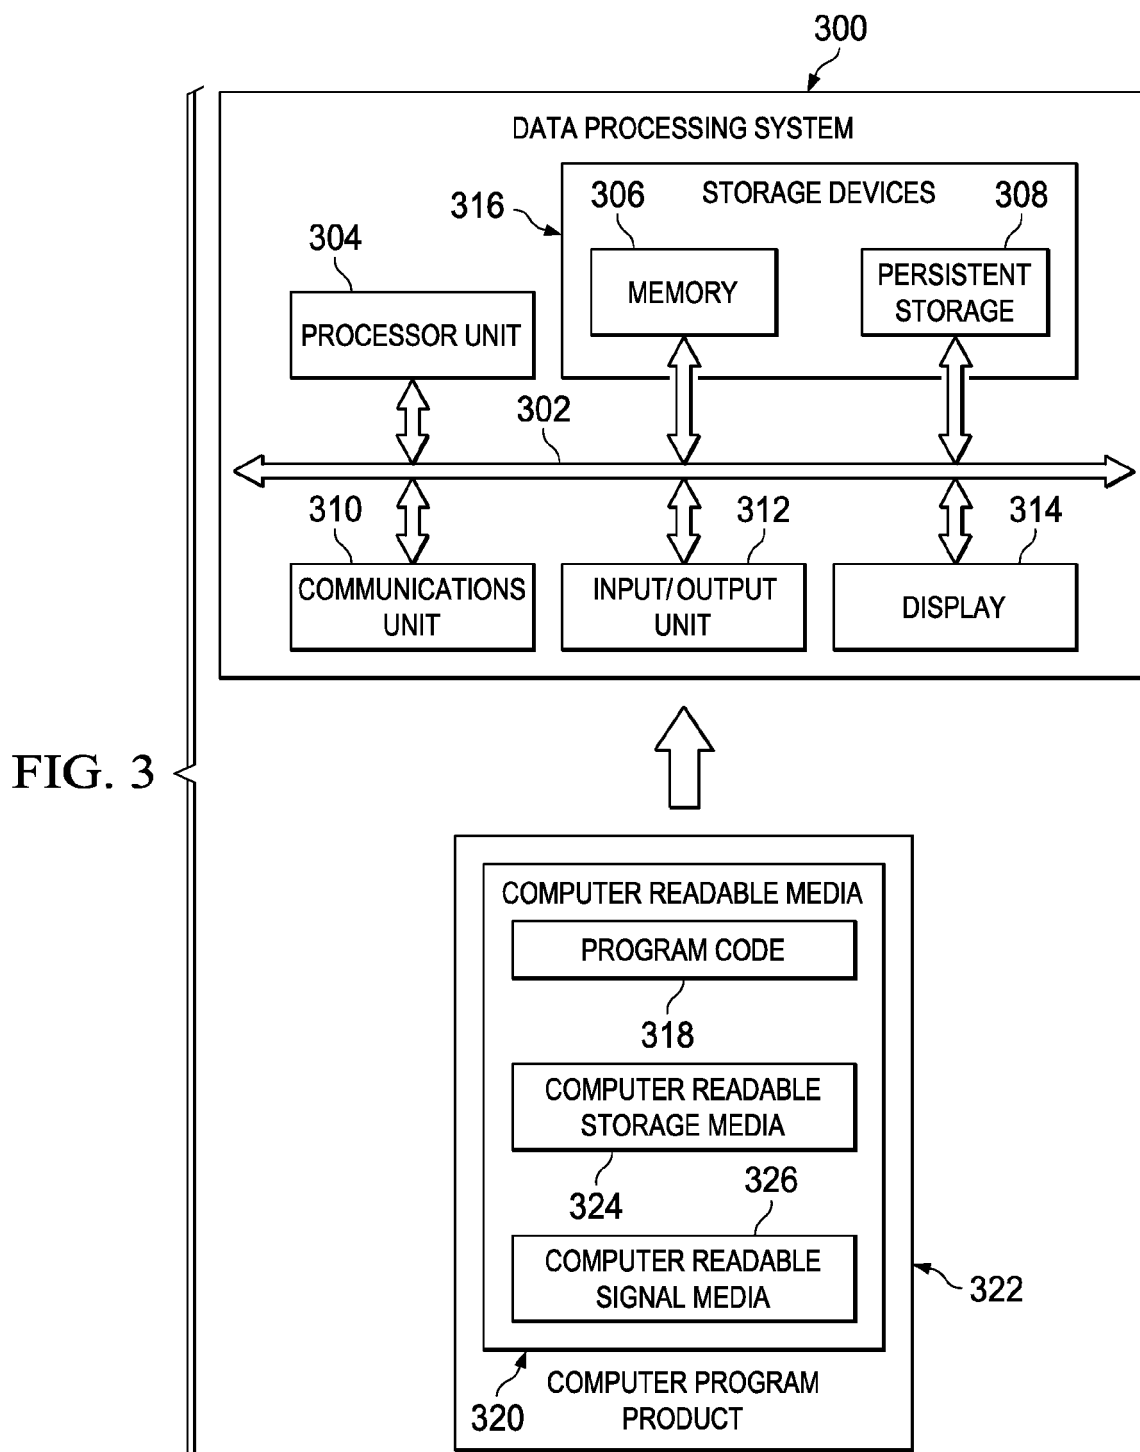 300
DATA PROCESSING SYSTEM
316
306
STORAGE DEVICES
308
304
MEMORY
PERSISTENT
STORAGE
PROCESSOR UNIT
302
310
312
314
COMMUNICATIONS
UNIT
INPUT/OUTPUT
UNIT
DISPLAY
FIG. 3
COMPUTER READABLE MEDIA
PROGRAM CODE
318
COMPUTER READABLE
STORAGE MEDIA
324
326
COMPUTER READABLE
SIGNAL MEDIA
322
320
COMPUTER PROGRAM
PRODUCT